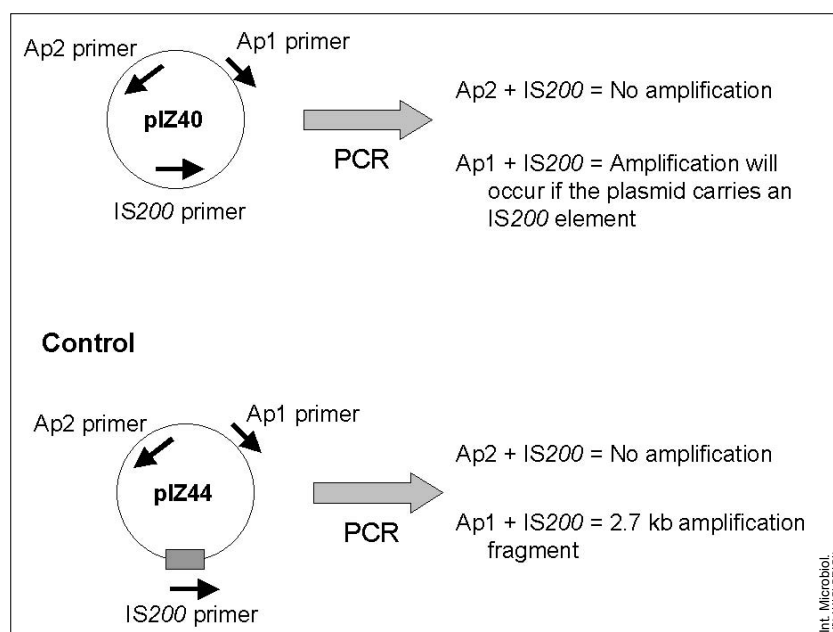 Ap2 primer
Ap1 primer
pIZ40
IS200 primer
PCR
Ap2 + IS200 = No amplification
Ap1 + IS200 = Amplification will
occur if the plasmid carries an
IS200 element
Control
Ap2 primer
Ap1 primer
pIZ44
IS200 primer
PCR
Ap2 + IS200 = No amplification
Ap1 + IS200 = 2.7 kb amplification
fragment
Int. Microbiol.